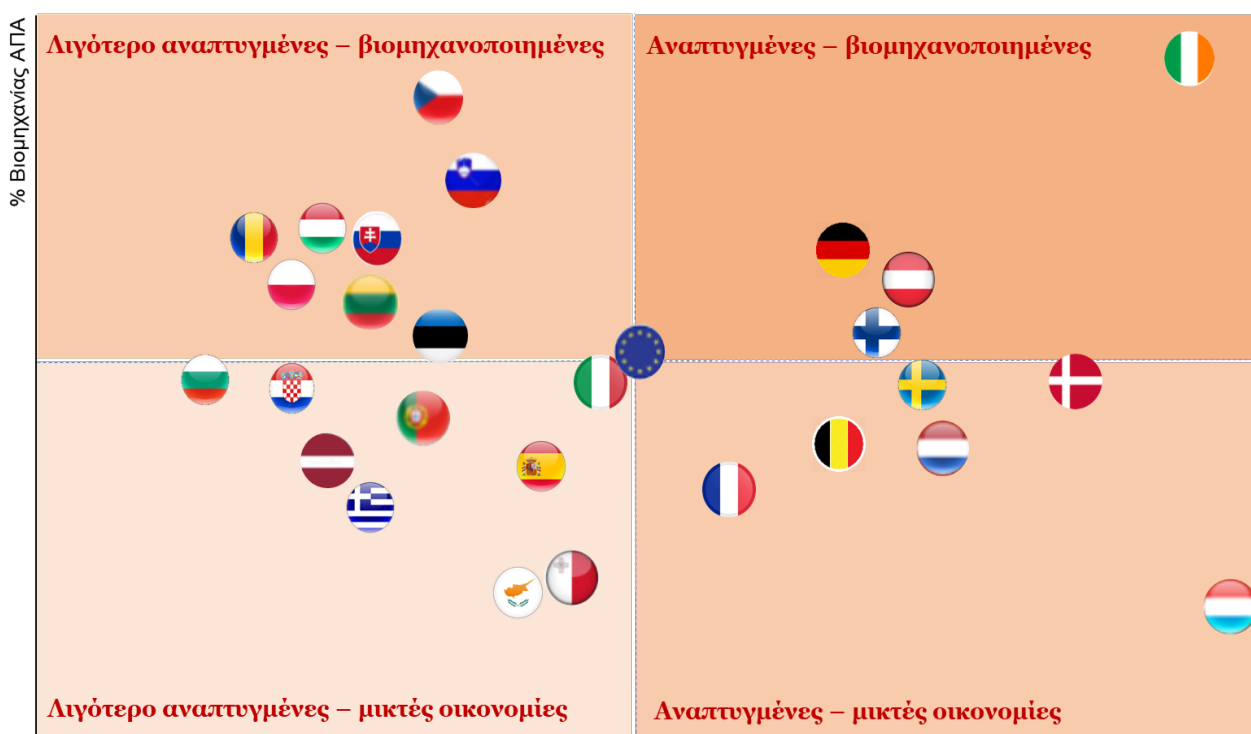 % Βιομηχανίας ΑΠΑ
Λιγότερο αναπτυγμένες – βιομηχανοποιημένες
Αναπτυγμένες – βιομηχανοποιημένες
Λιγότερο αναπτυγμένες – μικτές οικονομίες
Αναπτυγμένες – μικτές οικονομίες